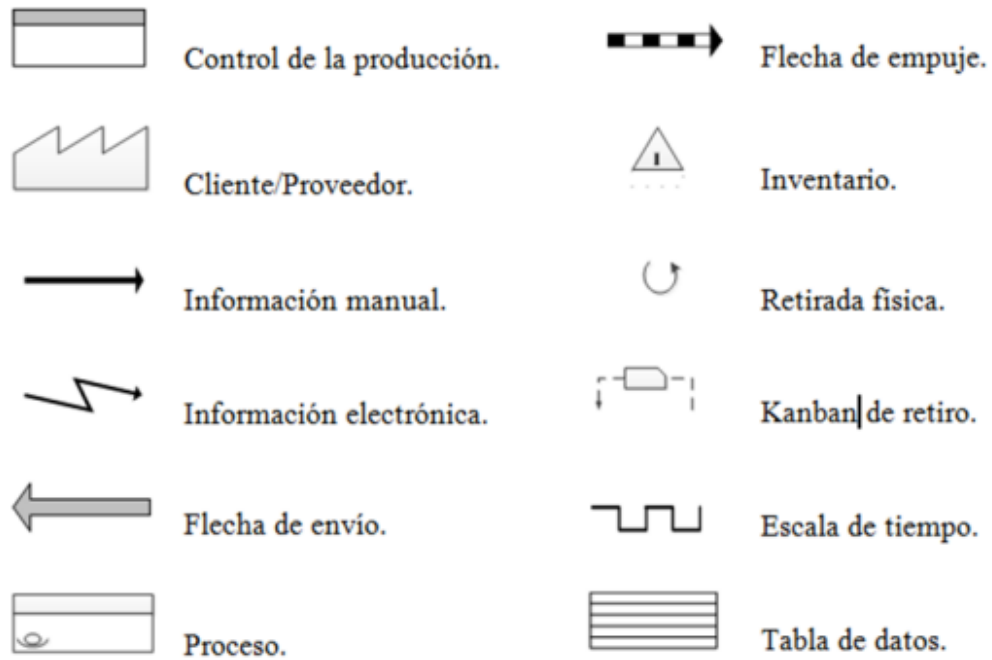 Control de la producción.
Flecha de empuje.
Cliente/Proveedor.
I
Inventario.
Información manual.
Retirada física.
Información electrónica.
Kanban de retiro.
Flecha de envío.
Escala de tiempo.
Proceso.
Tabla de datos.